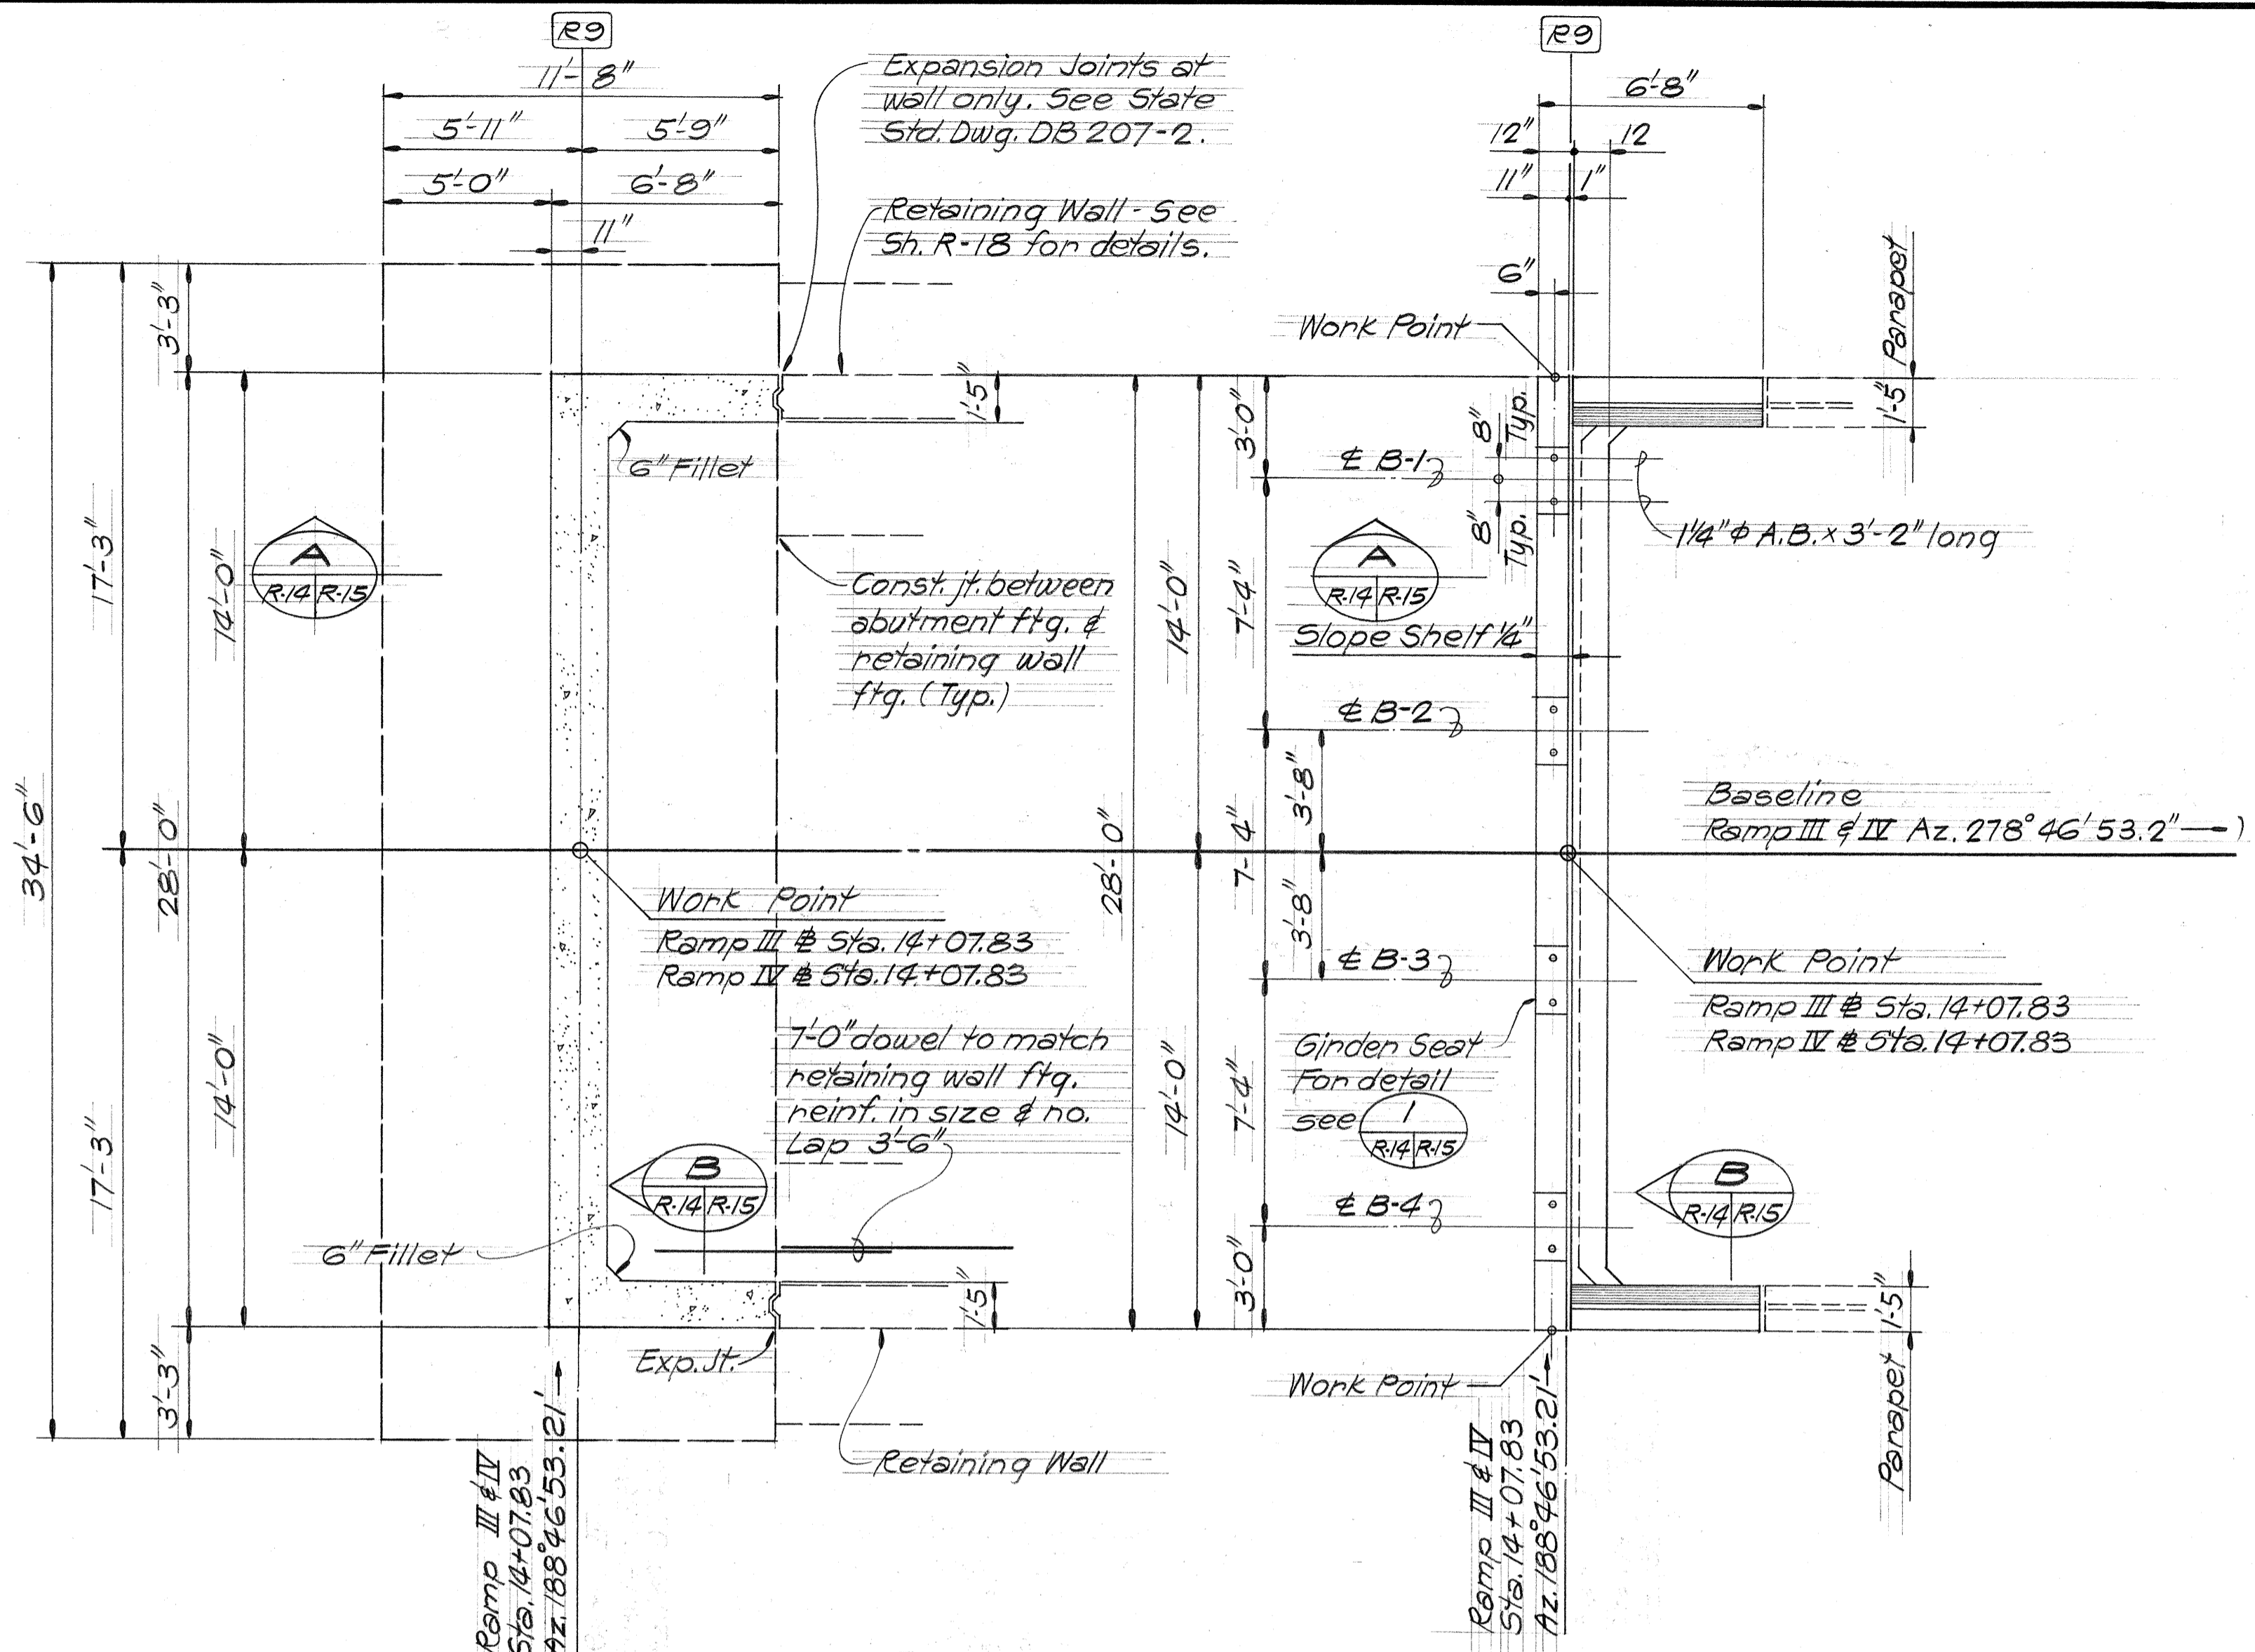 R9
11'-8"
5'-11"
5'-9"
5'-0"
6'-8"
11"
Expansion Joints at
wall only. See State
Std. Dwg. DB 207-2.
Retaining Wall - See
Sh. R-18 for details.
34'-6"
17'-3"
17'-3"
3'-3"
28'-0"
3'-3"
14'-0"
14'-0"
A
R-14 R-15
6" Fillet
1'-5"
Const. jt. between
abutment ftg. &
retaining wall
ftg. (Typ.)
Work Point
Ramp III ⅊ Sta. 14+07.83
Ramp IV ⅊ Sta. 14+07.83
7'-0" dowel to match
retaining wall ftg.
reinf. in size & no.
Lap 3'-6"
B
R-14 R-15
6" Fillet
1'-5"
Exp. Jt.
Retaining Wall
Ramp III & IV
Sta. 14+07.83
Az. 188°46'53.21'
R9
6'-8"
12"
12
11"
1"
6"
Work Point
1'-5" Parapet
28'-0"
14'-0"
14'-0"
3'-0"
7'-4"
7'-4"
7'-4"
3'-0"
3'-8"
3'-8"
8" Typ.
8" Typ.
℄ B-1
1¼" φ A.B. x 3'-2" long
A
R-14 R-15
Slope Shelf ¼"
℄ B-2
Baseline
Ramp III & IV Az. 278° 46' 53.2"
℄ B-3
Work Point
Ramp III ⅊ Sta. 14+07.83
Ramp IV ⅊ Sta. 14+07.83
Girder Seat
For detail
see
1
R-14 R-15
℄ B-4
B
R-14 R-15
Work Point
Parapet 1'-5"
Ramp III & IV
Sta. 14+07.83
Az. 188°46'53.21'